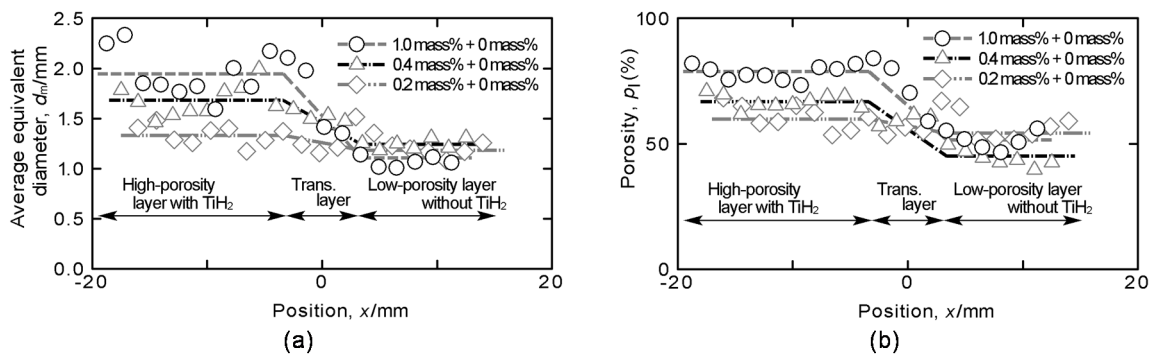 2.5
2.0
1.5
1.0
0.5
0.0
Average equivalent
diameter, dm/mm
1.0 mass% + 0 mass%
0.4 mass% + 0 mass%
0.2 mass% + 0 mass%
High-porosity
layer with TiH2
Trans.
layer
Low-porosity layer
without TiH2
-20
-10
0
10
20
Position, x/mm
(a)
100
50
0
Porosity, pl (%)
1.0 mass% + 0 mass%
0.4 mass% + 0 mass%
0.2 mass% + 0 mass%
High-porosity
layer with TiH2
Trans.
layer
Low-porosity layer
without TiH2
-20
-10
0
10
20
Position, x/mm
(b)